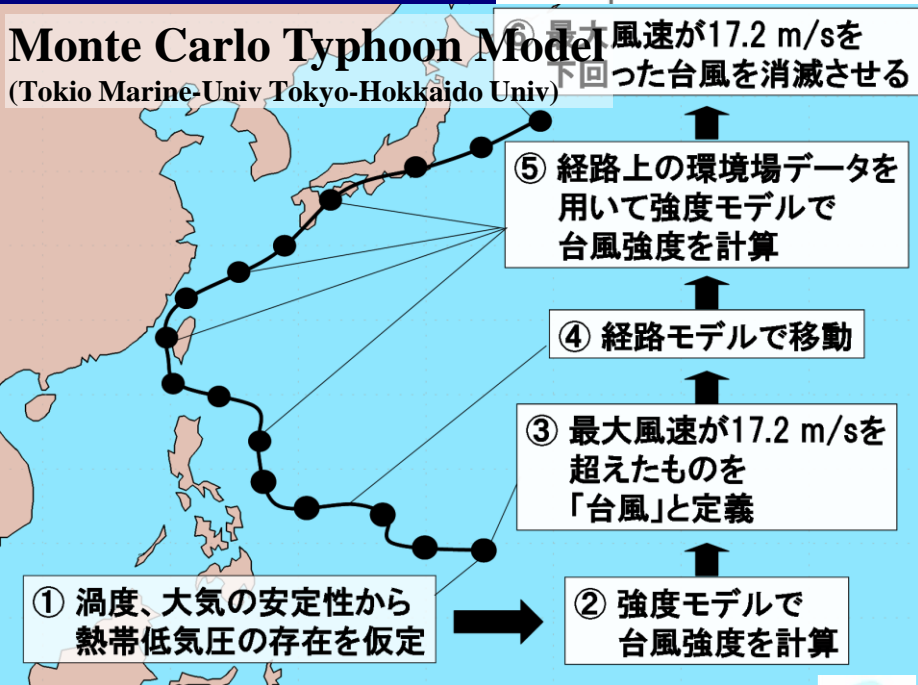 Monte Carlo Typhoon Model
(Tokio Marine-Univ Tokyo-Hokkaido Univ)
⑥ 最大風速が17.2 m/sを
下回った台風を消滅させる
⑤ 経路上の環境場データを
用いて強度モデルで
台風強度を計算
④ 経路モデルで移動
③ 最大風速が17.2 m/sを
超えたものを
「台風」と定義
① 渦度、大気の安定性から
熱帯低気圧の存在を仮定
② 強度モデルで
台風強度を計算